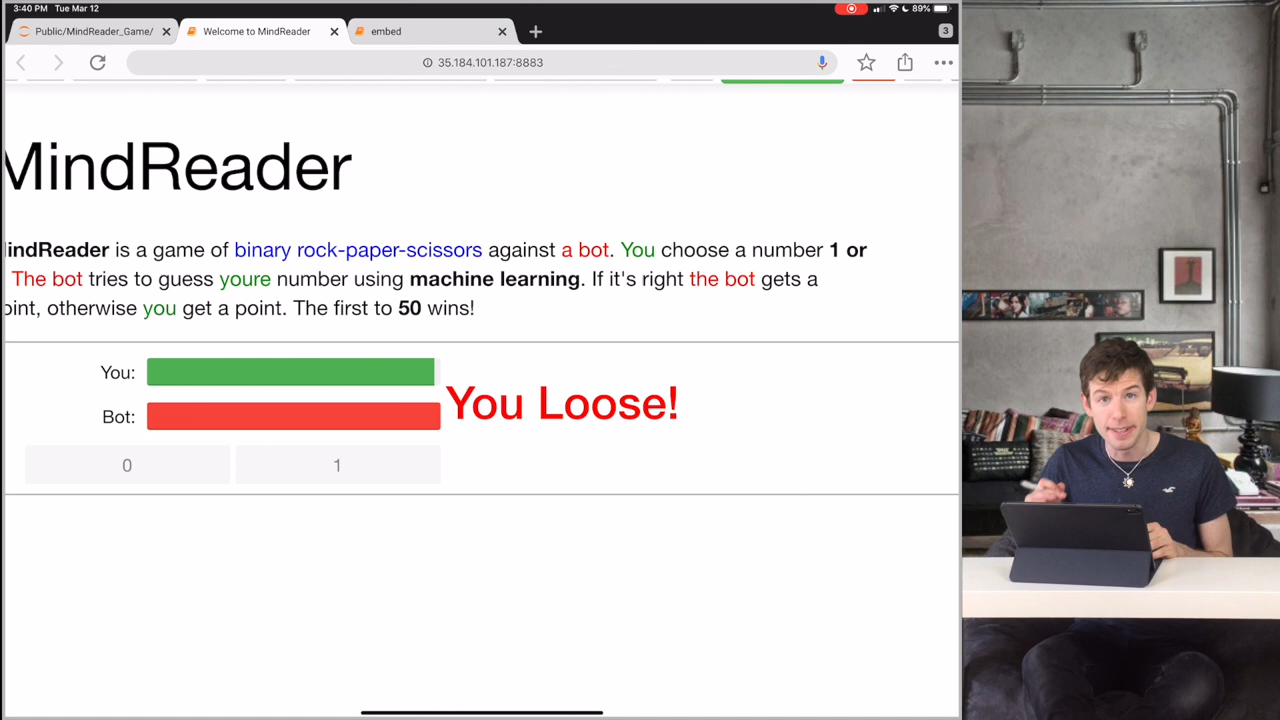 3:40 PM Tue Mar 12
89%
Public/MindReader_Game/
Welcome to MindReader
embed
3
35.184.101.187:8883
MindReader
indReader is a game of binary rock-paper-scissors against a bot. You choose a number 1 or
The bot tries to guess youre number using machine learning. If it's right the bot gets a
oint, otherwise you get a point. The first to 50 wins!
You:
Bot:
You Loose!
0
1